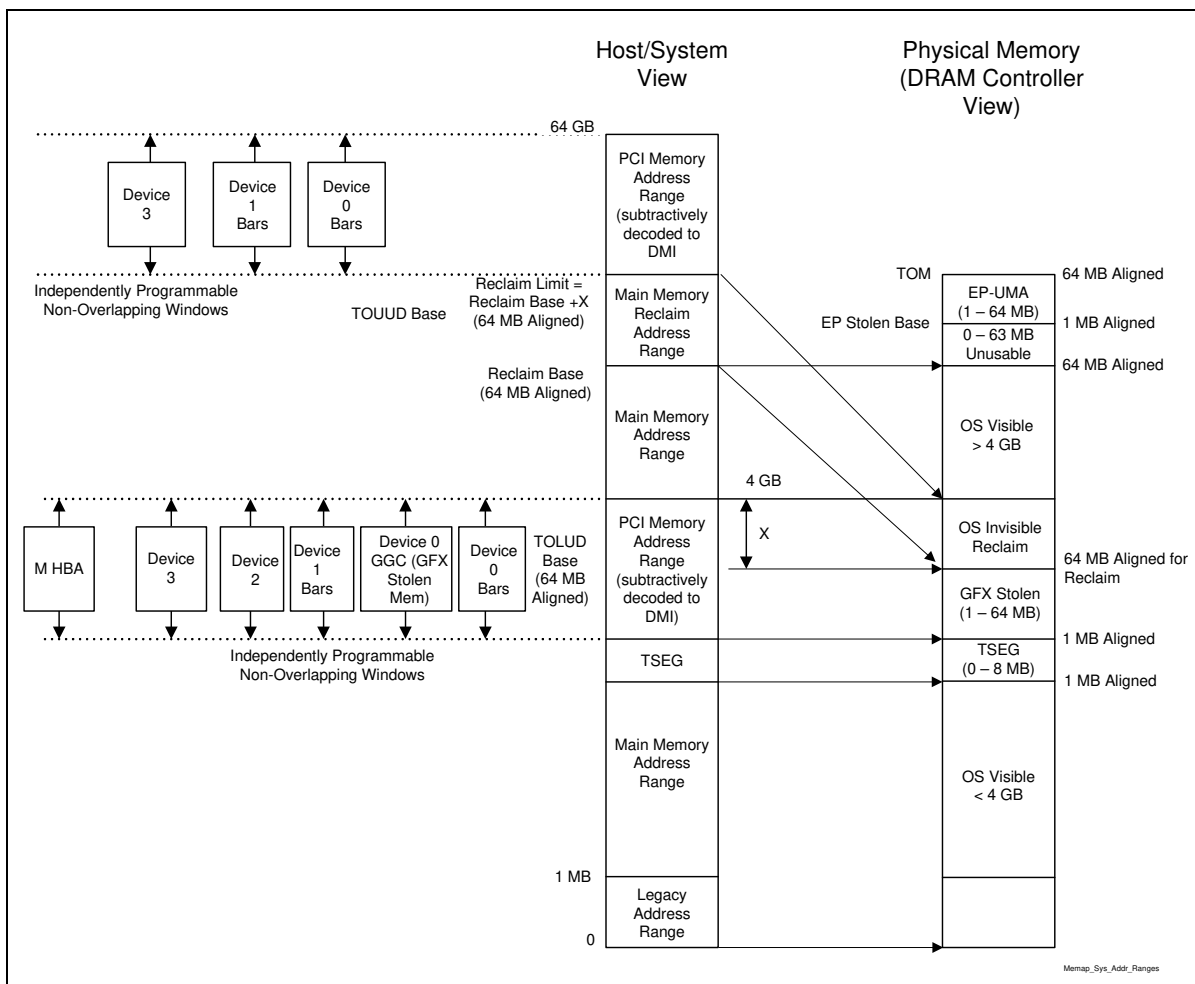 Host/System
View
Physical Memory
(DRAM Controller
View)
64 GB
Device
3
Device
1
Bars
Device
0
Bars
PCI Memory
Address
Range
(subtractively
decoded to
DMI
Independently Programmable
Non-Overlapping Windows
TOUUD Base
Reclaim Limit =
Reclaim Base +X
(64 MB Aligned)
Main Memory
Reclaim
Address
Range
TOM
64 MB Aligned
EP-UMA
(1 – 64 MB)
EP Stolen Base
1 MB Aligned
0 – 63 MB
Unusable
64 MB Aligned
Reclaim Base
(64 MB Aligned)
Main Memory
Address
Range
OS Visible
> 4 GB
4 GB
X
M HBA
Device
3
Device
2
Device
1
Bars
Device 0
GGC (GFX
Stolen
Mem)
Device
0
Bars
TOLUD
Base
(64 MB
Aligned)
PCI Memory
Address
Range
(subtractively
decoded to
DMI)
OS Invisible
Reclaim
64 MB Aligned for
Reclaim
GFX Stolen
(1 – 64 MB)
1 MB Aligned
Independently Programmable
Non-Overlapping Windows
TSEG
TSEG
(0 – 8 MB)
1 MB Aligned
Main Memory
Address
Range
OS Visible
< 4 GB
1 MB
Legacy
Address
Range
0
Memap_Sys_Addr_Ranges